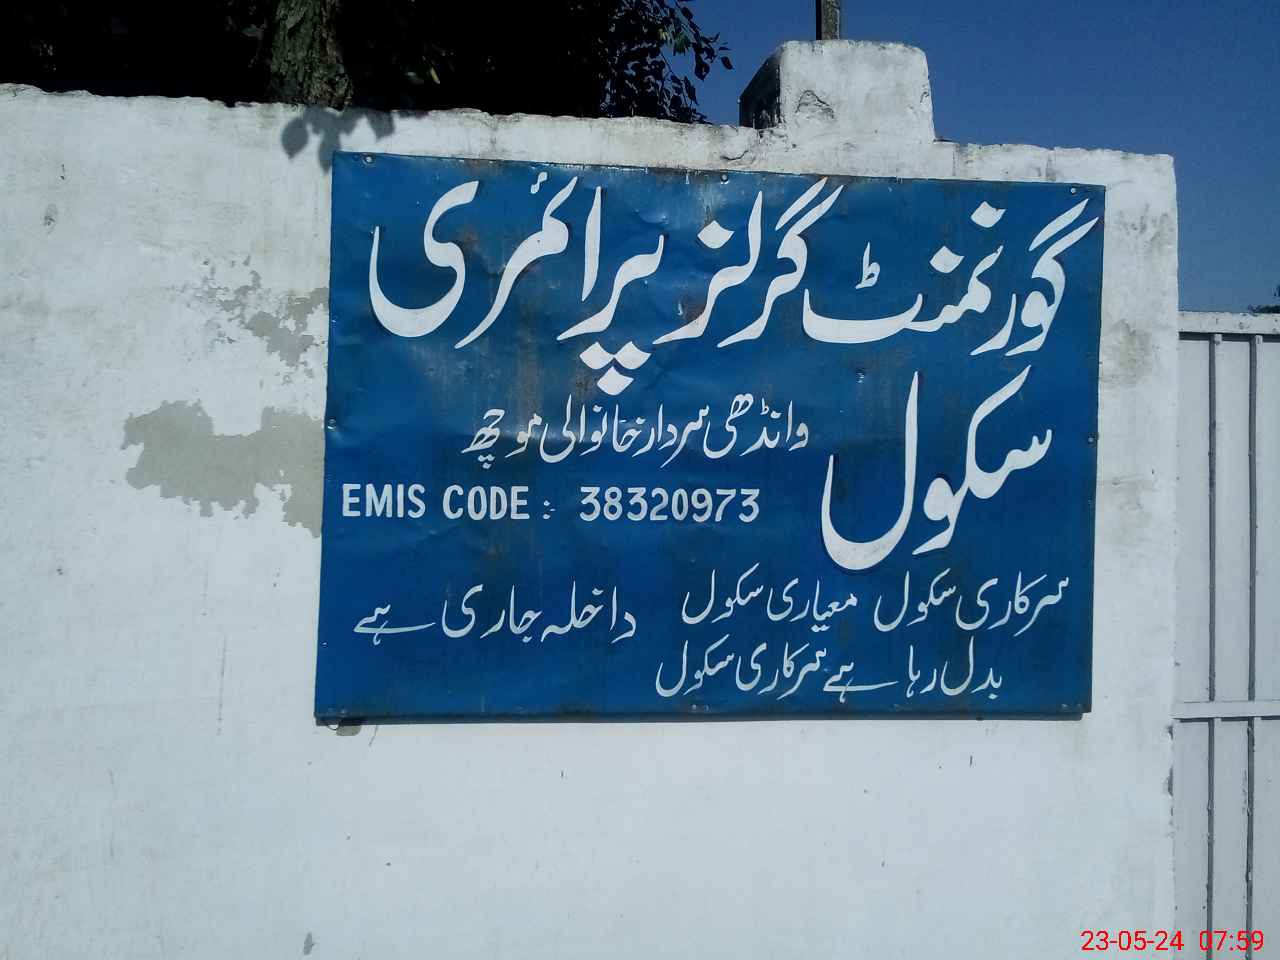 گورنمنٹ گرلز پرائمری
سکول
وانڈھی سردار خانوالی موچھ
EMIS CODE : 38320973
سرکاری سکول معیاری سکول داخلہ جاری ہے
بدل رہا ہے سرکاری سکول
23-05-24 07:59